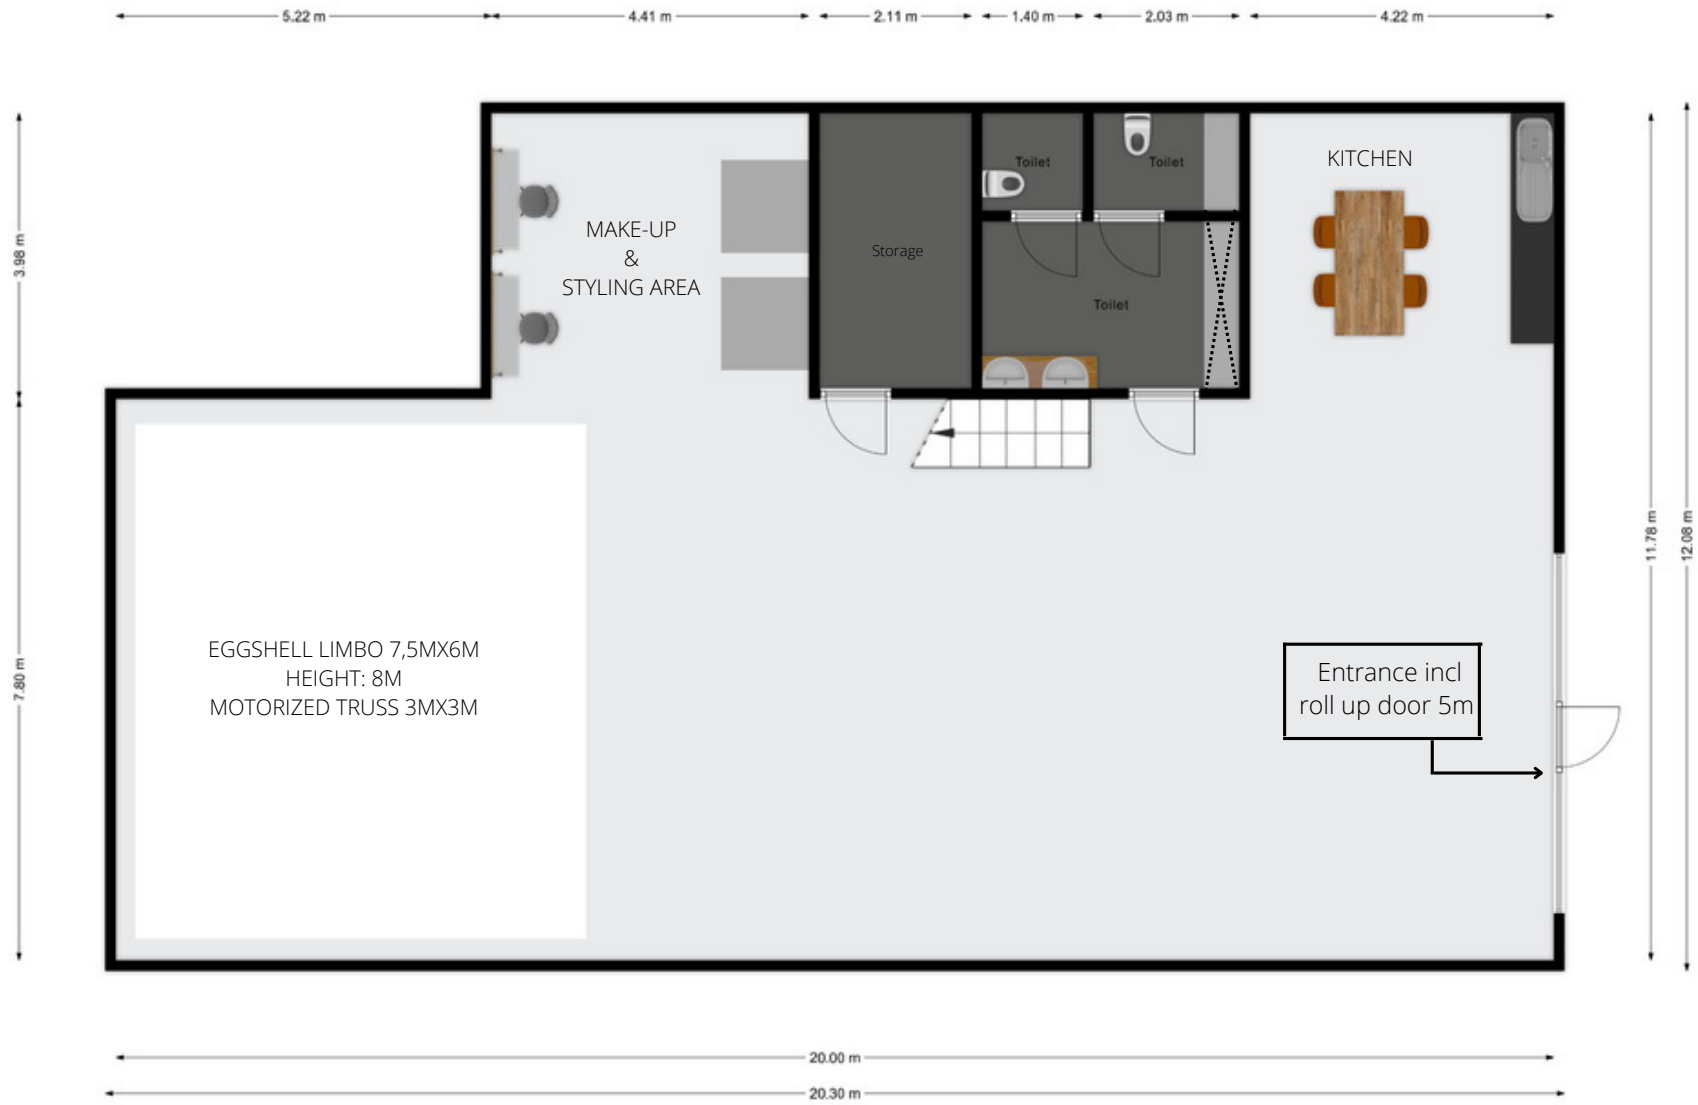 5.22 m
4.41 m
2.11 m
1.40 m
2.03 m
4.22 m
3.98 m
7.80 m
11.78 m
12.08 m
MAKE-UP
&
STYLING AREA
Storage
Toilet
Toilet
Toilet
KITCHEN
EGGSHELL LIMBO 7,5MX6M
HEIGHT: 8M
MOTORIZED TRUSS 3MX3M
Entrance incl
roll up door 5m
20.00 m
20.30 m